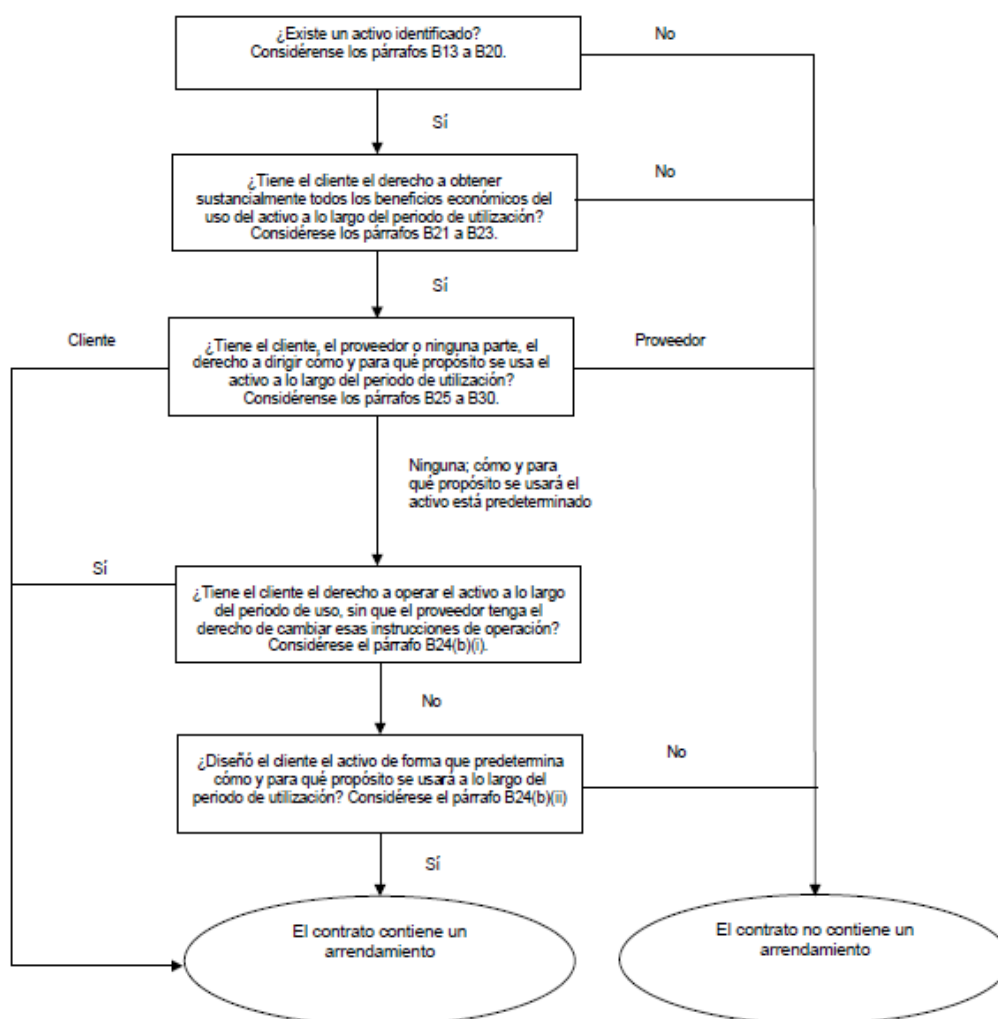 ¿Existe un activo identificado?
Considérense los párrafos B13 a B20.
No
Sí
¿Tiene el cliente el derecho a obtener
sustancialmente todos los beneficios económicos del
uso del activo a lo largo del periodo de utilización?
Considérese los párrafos B21 a B23.
No
Sí
Cliente
¿Tiene el cliente, el proveedor o ninguna parte, el
derecho a dirigir cómo y para qué propósito se usa el
activo a lo largo del periodo de utilización?
Considérense los párrafos B25 a B30.
Proveedor
Ninguna; cómo y para
qué propósito se usará el
activo está predeterminado
Sí
¿Tiene el cliente el derecho a operar el activo a lo largo
del periodo de uso, sin que el proveedor tenga el
derecho de cambiar esas instrucciones de operación?
Considérese el párrafo B24(b)(i).
No
¿Diseñó el cliente el activo de forma que predetermina
cómo y para qué propósito se usará a lo largo del
periodo de utilización? Considérese el párrafo B24(b)(ii)
No
Sí
El contrato contiene un
arrendamiento
El contrato no contiene un
arrendamiento